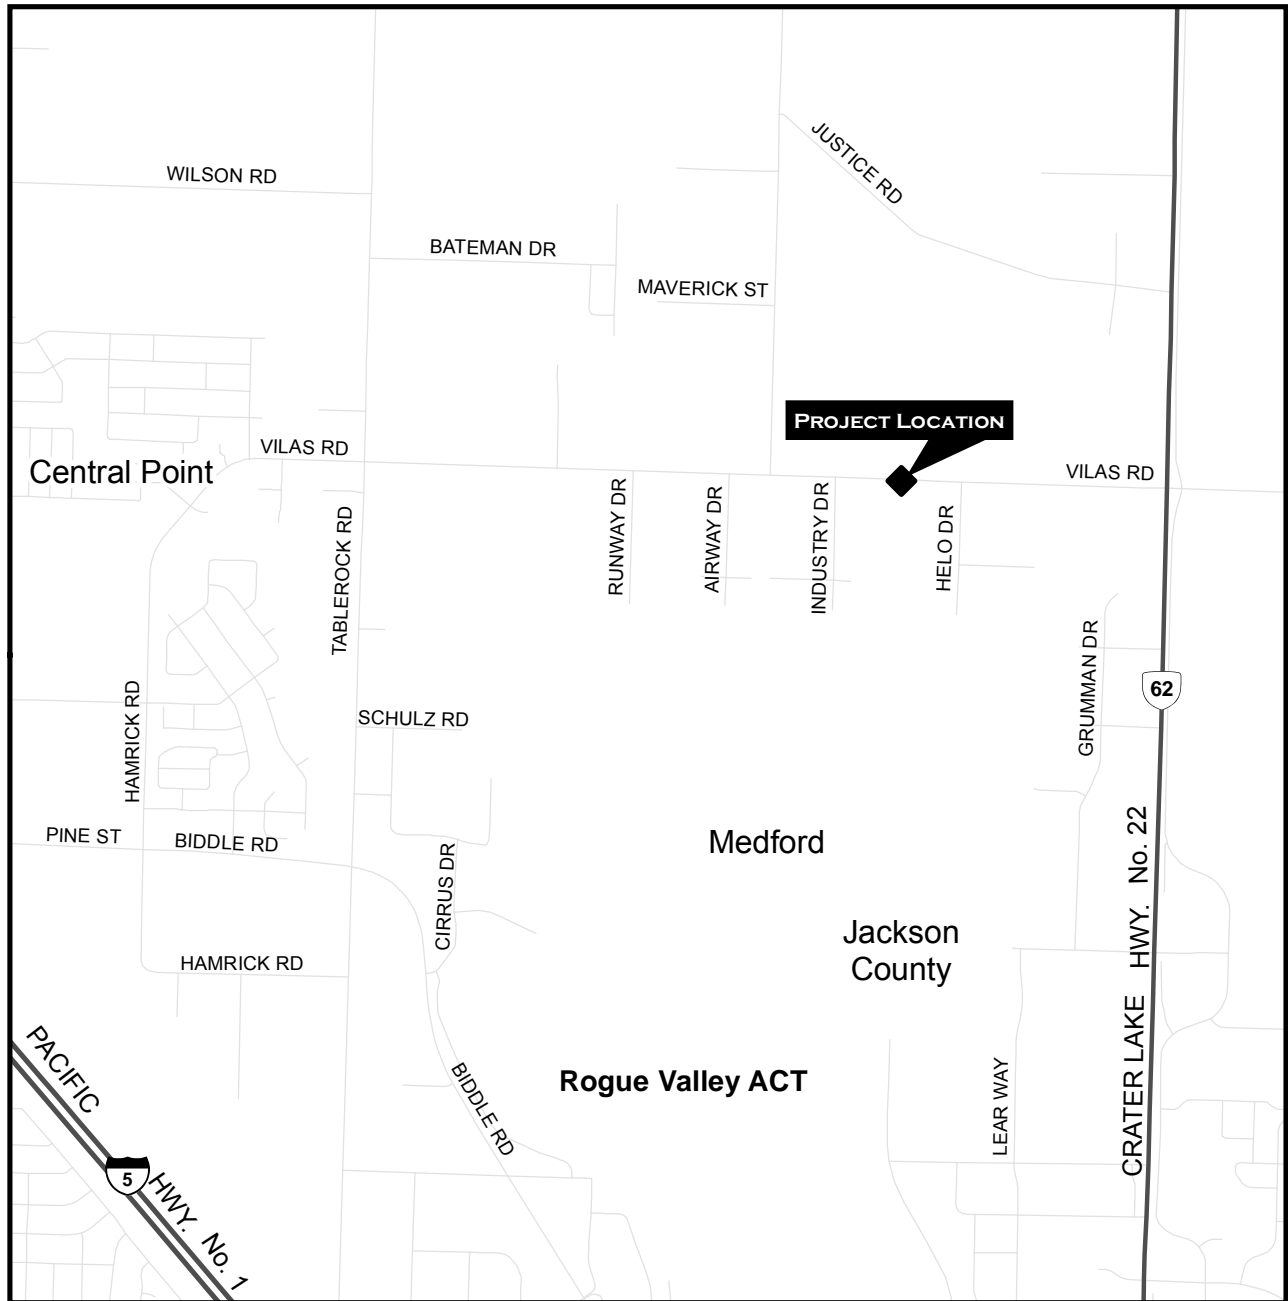 JUSTICE RD
WILSON RD
BATEMAN DR
MAVERICK ST
PROJECT LOCATION
VILAS RD
VILAS RD
Central Point
RUNWAY DR
AIRWAY DR
INDUSTRY DR
HELO DR
TABLEROCK RD
GRUMMAN DR
62
HAMRICK RD
SCHULZ RD
PINE ST
BIDDLE RD
Medford
CIRRUS DR
CRATER LAKE HWY. No. 22
Jackson
County
HAMRICK RD
PACIFIC HWY. No. 1
5
BIDDLE RD
Rogue Valley ACT
LEAR WAY